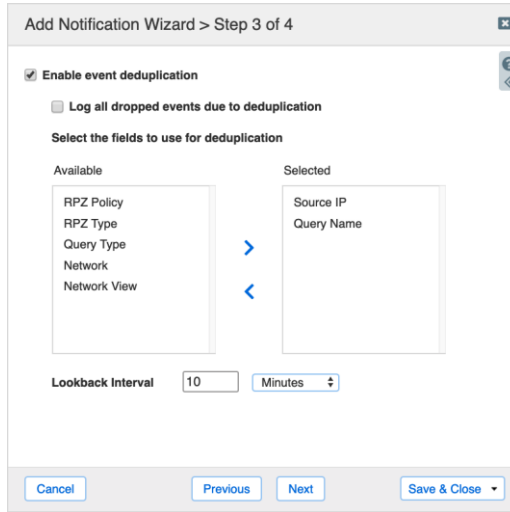 Add Notification Wizard > Step 3 of 4
Enable event deduplication
Log all dropped events due to deduplication
Select the fields to use for deduplication
Available
Selected
RPZ Policy
RPZ Type
Query Type
Network
Network View
Source IP
Query Name
Lookback Interval
10
Minutes
Cancel
Previous
Next
Save & Close